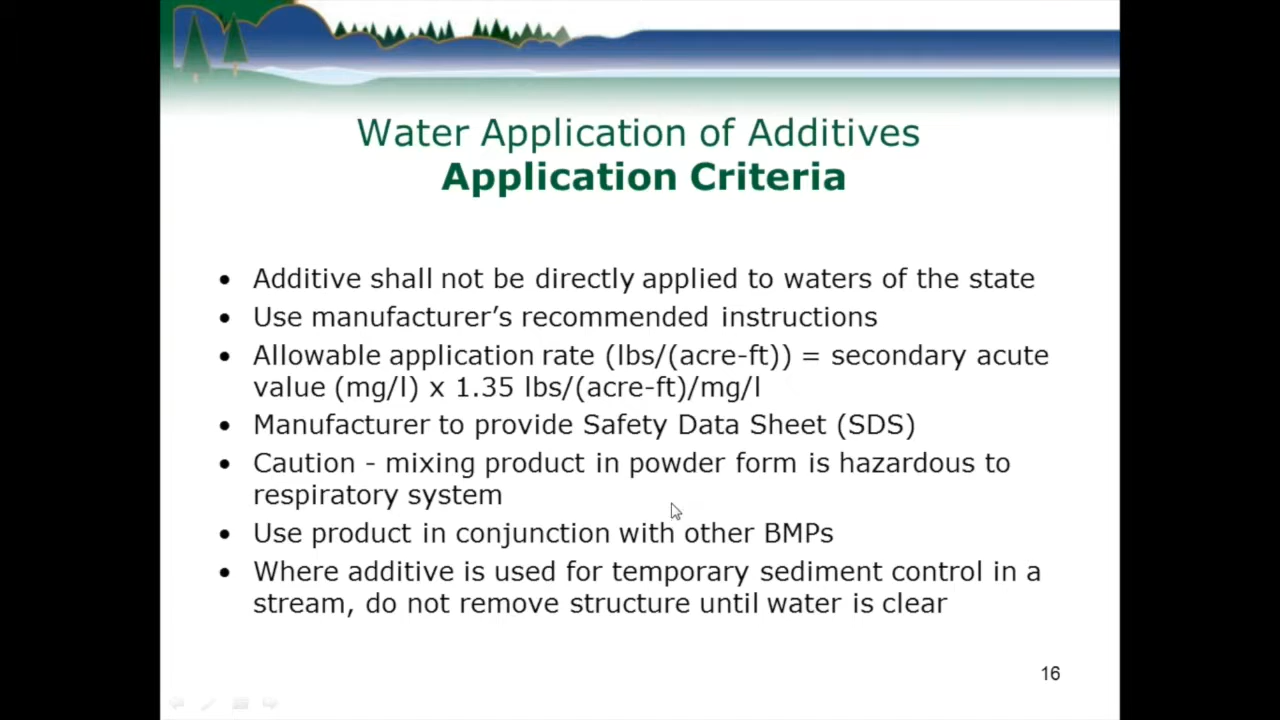 Water Application of Additives
Application Criteria
• Additive shall not be directly applied to waters of the state
• Use manufacturer’s recommended instructions
• Allowable application rate (lbs/(acre-ft)) = secondary acute
value (mg/l) x 1.35 lbs/(acre-ft)/mg/l
• Manufacturer to provide Safety Data Sheet (SDS)
• Caution - mixing product in powder form is hazardous to
respiratory system
• Use product in conjunction with other BMPs
• Where additive is used for temporary sediment control in a
stream, do not remove structure until water is clear
16